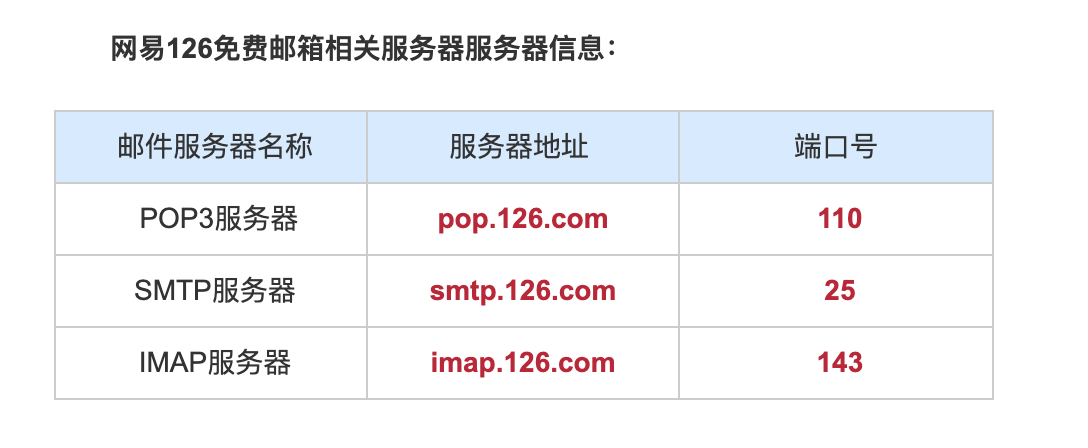 网易126免费邮箱相关服务器服务器信息：
邮件服务器名称 服务器地址 端口号
POP3服务器 pop.126.com 110
SMTP服务器 smtp.126.com 25
IMAP服务器 imap.126.com 143